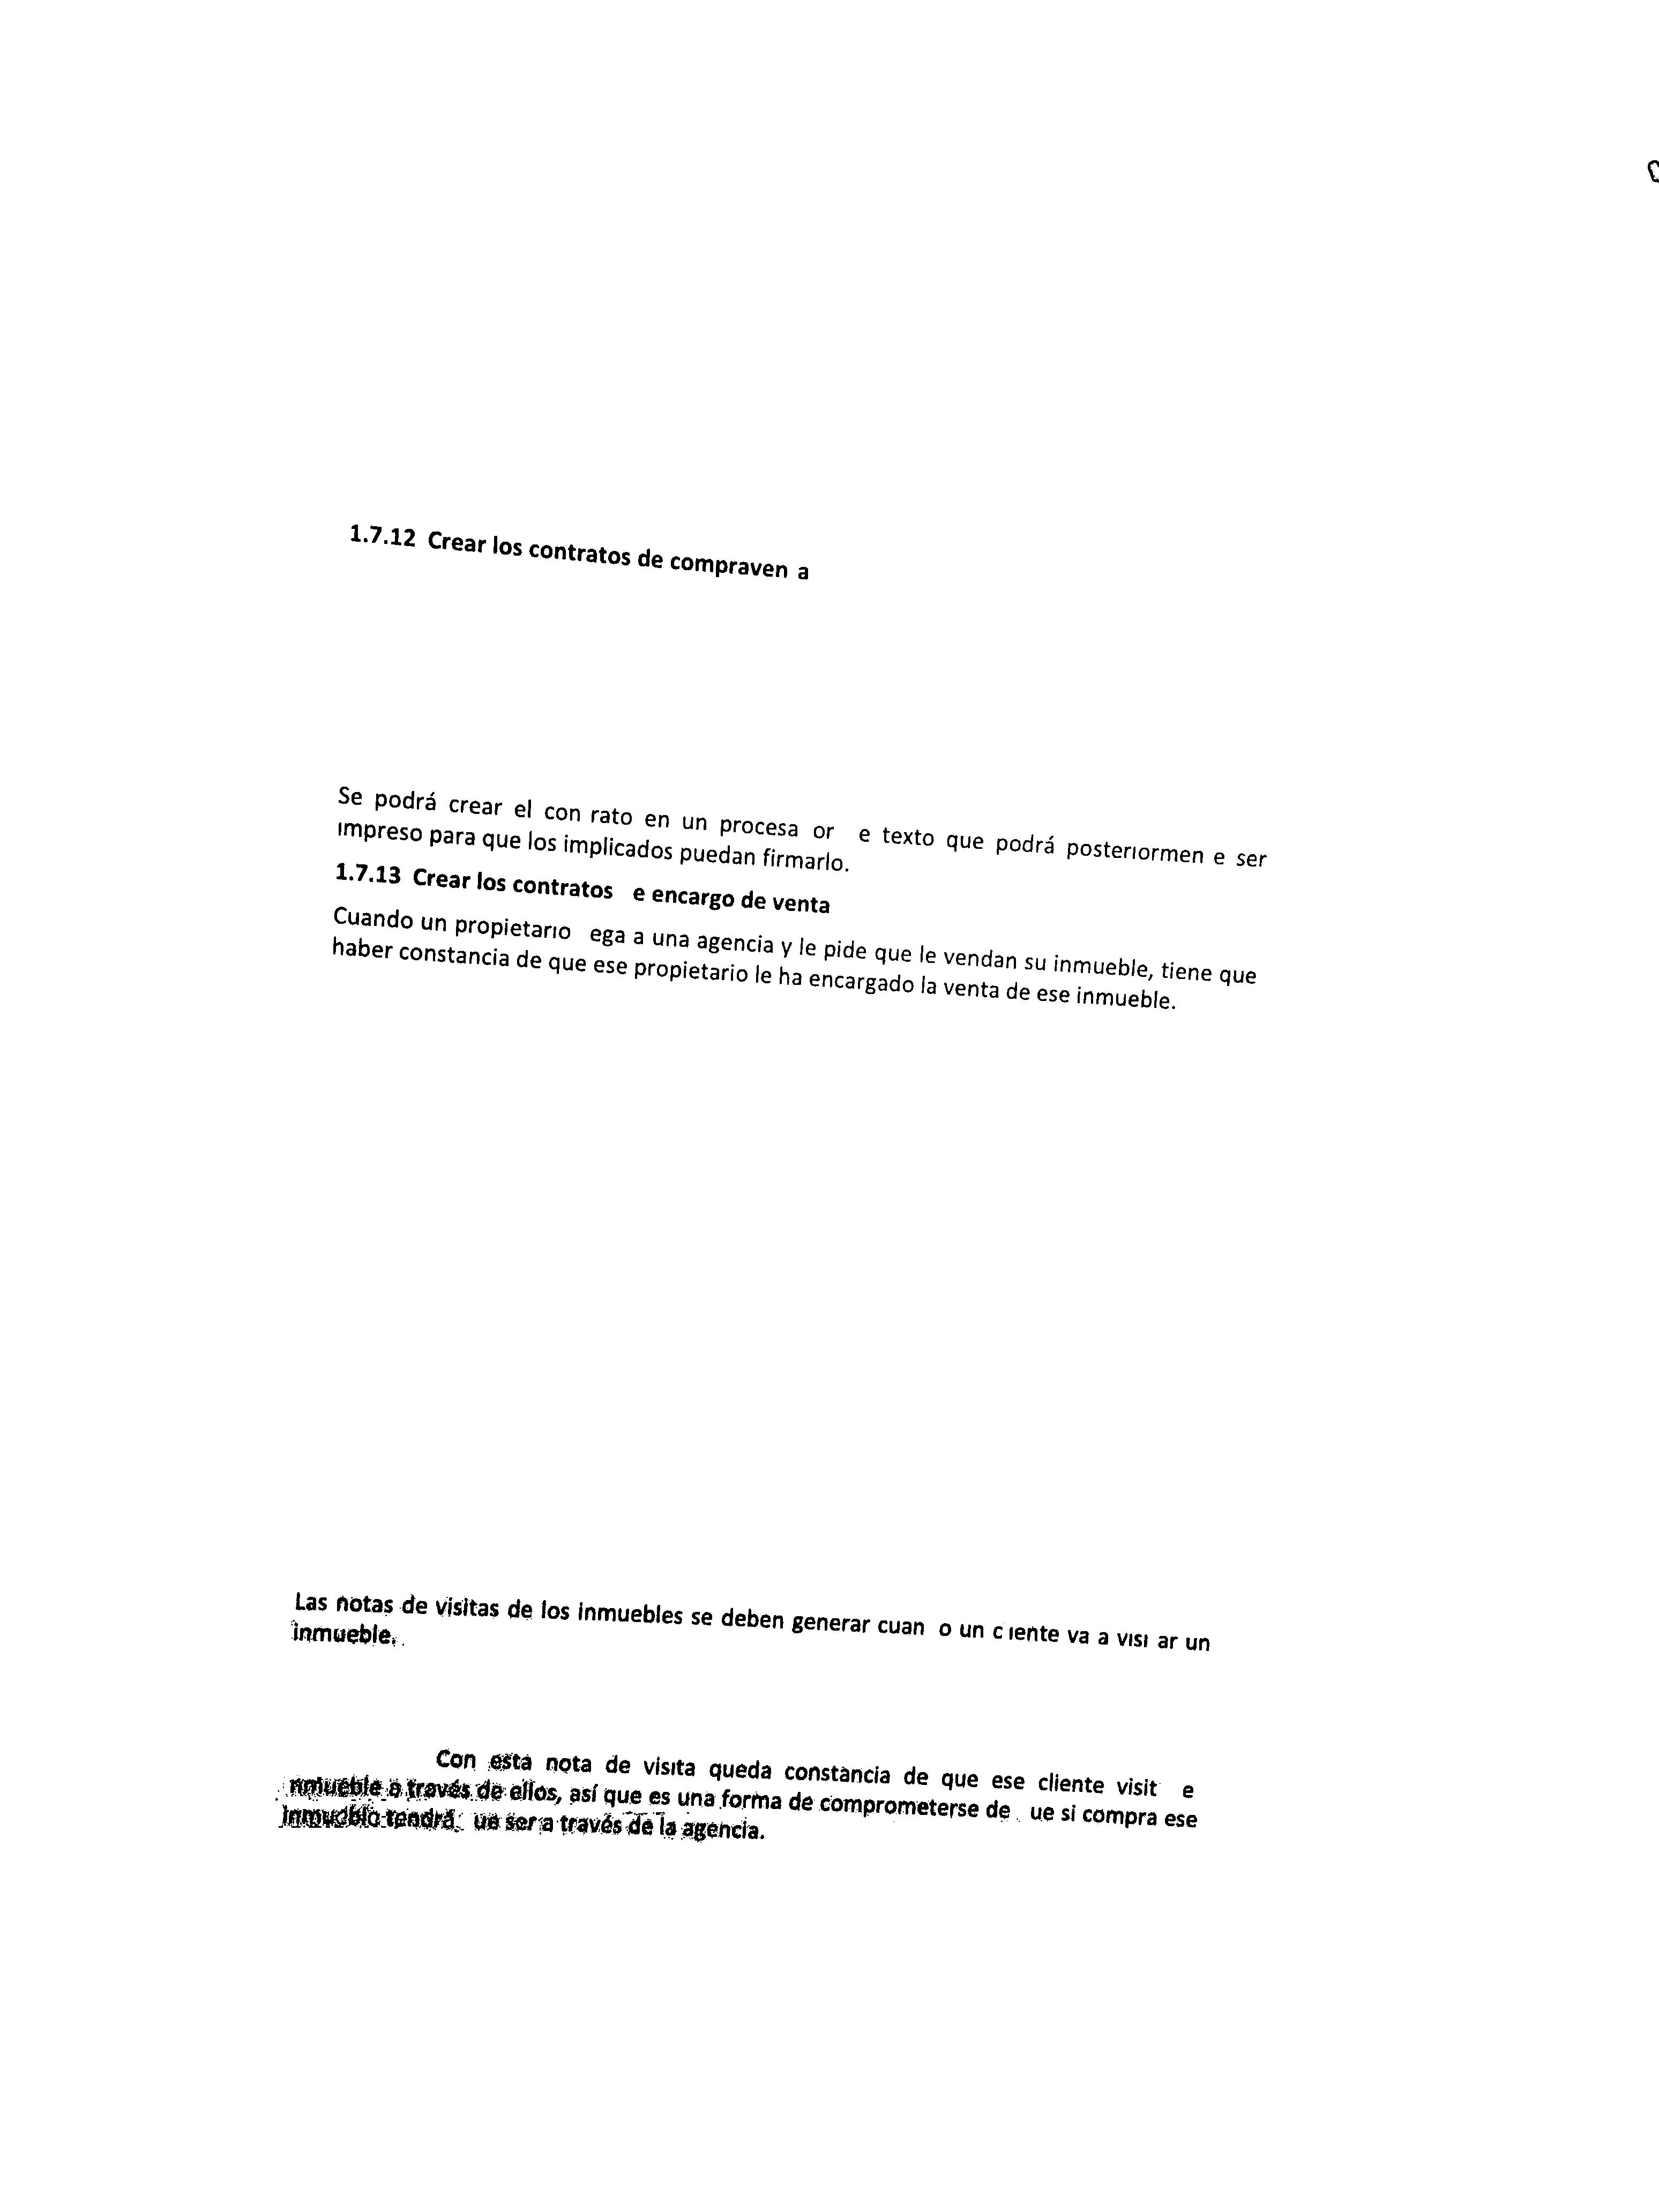 1.7.12 Crear los contratos de compraven a
Se podrá crear el con rato en un procesa or e texto que podrá posteriormen e ser
impreso para que los implicados puedan firmarlo.
1.7.13 Crear los contratos e encargo de venta
Cuando un propietario ega a una agencia y le pide que le vendan su inmueble, tiene que
haber constancia de que ese propietario le ha encargado la venta de ese inmueble.
Las notas de visitas de los inmuebles se deben generar cuan o un c iente va a visi ar un
inmueble.
Con esta nota de visita queda constancia de que ese cliente visit e
nmueble a través de ellos, así que es una forma de comprometerse de ue si compra ese
inmueble tendrá ue ser a través de la agencia.